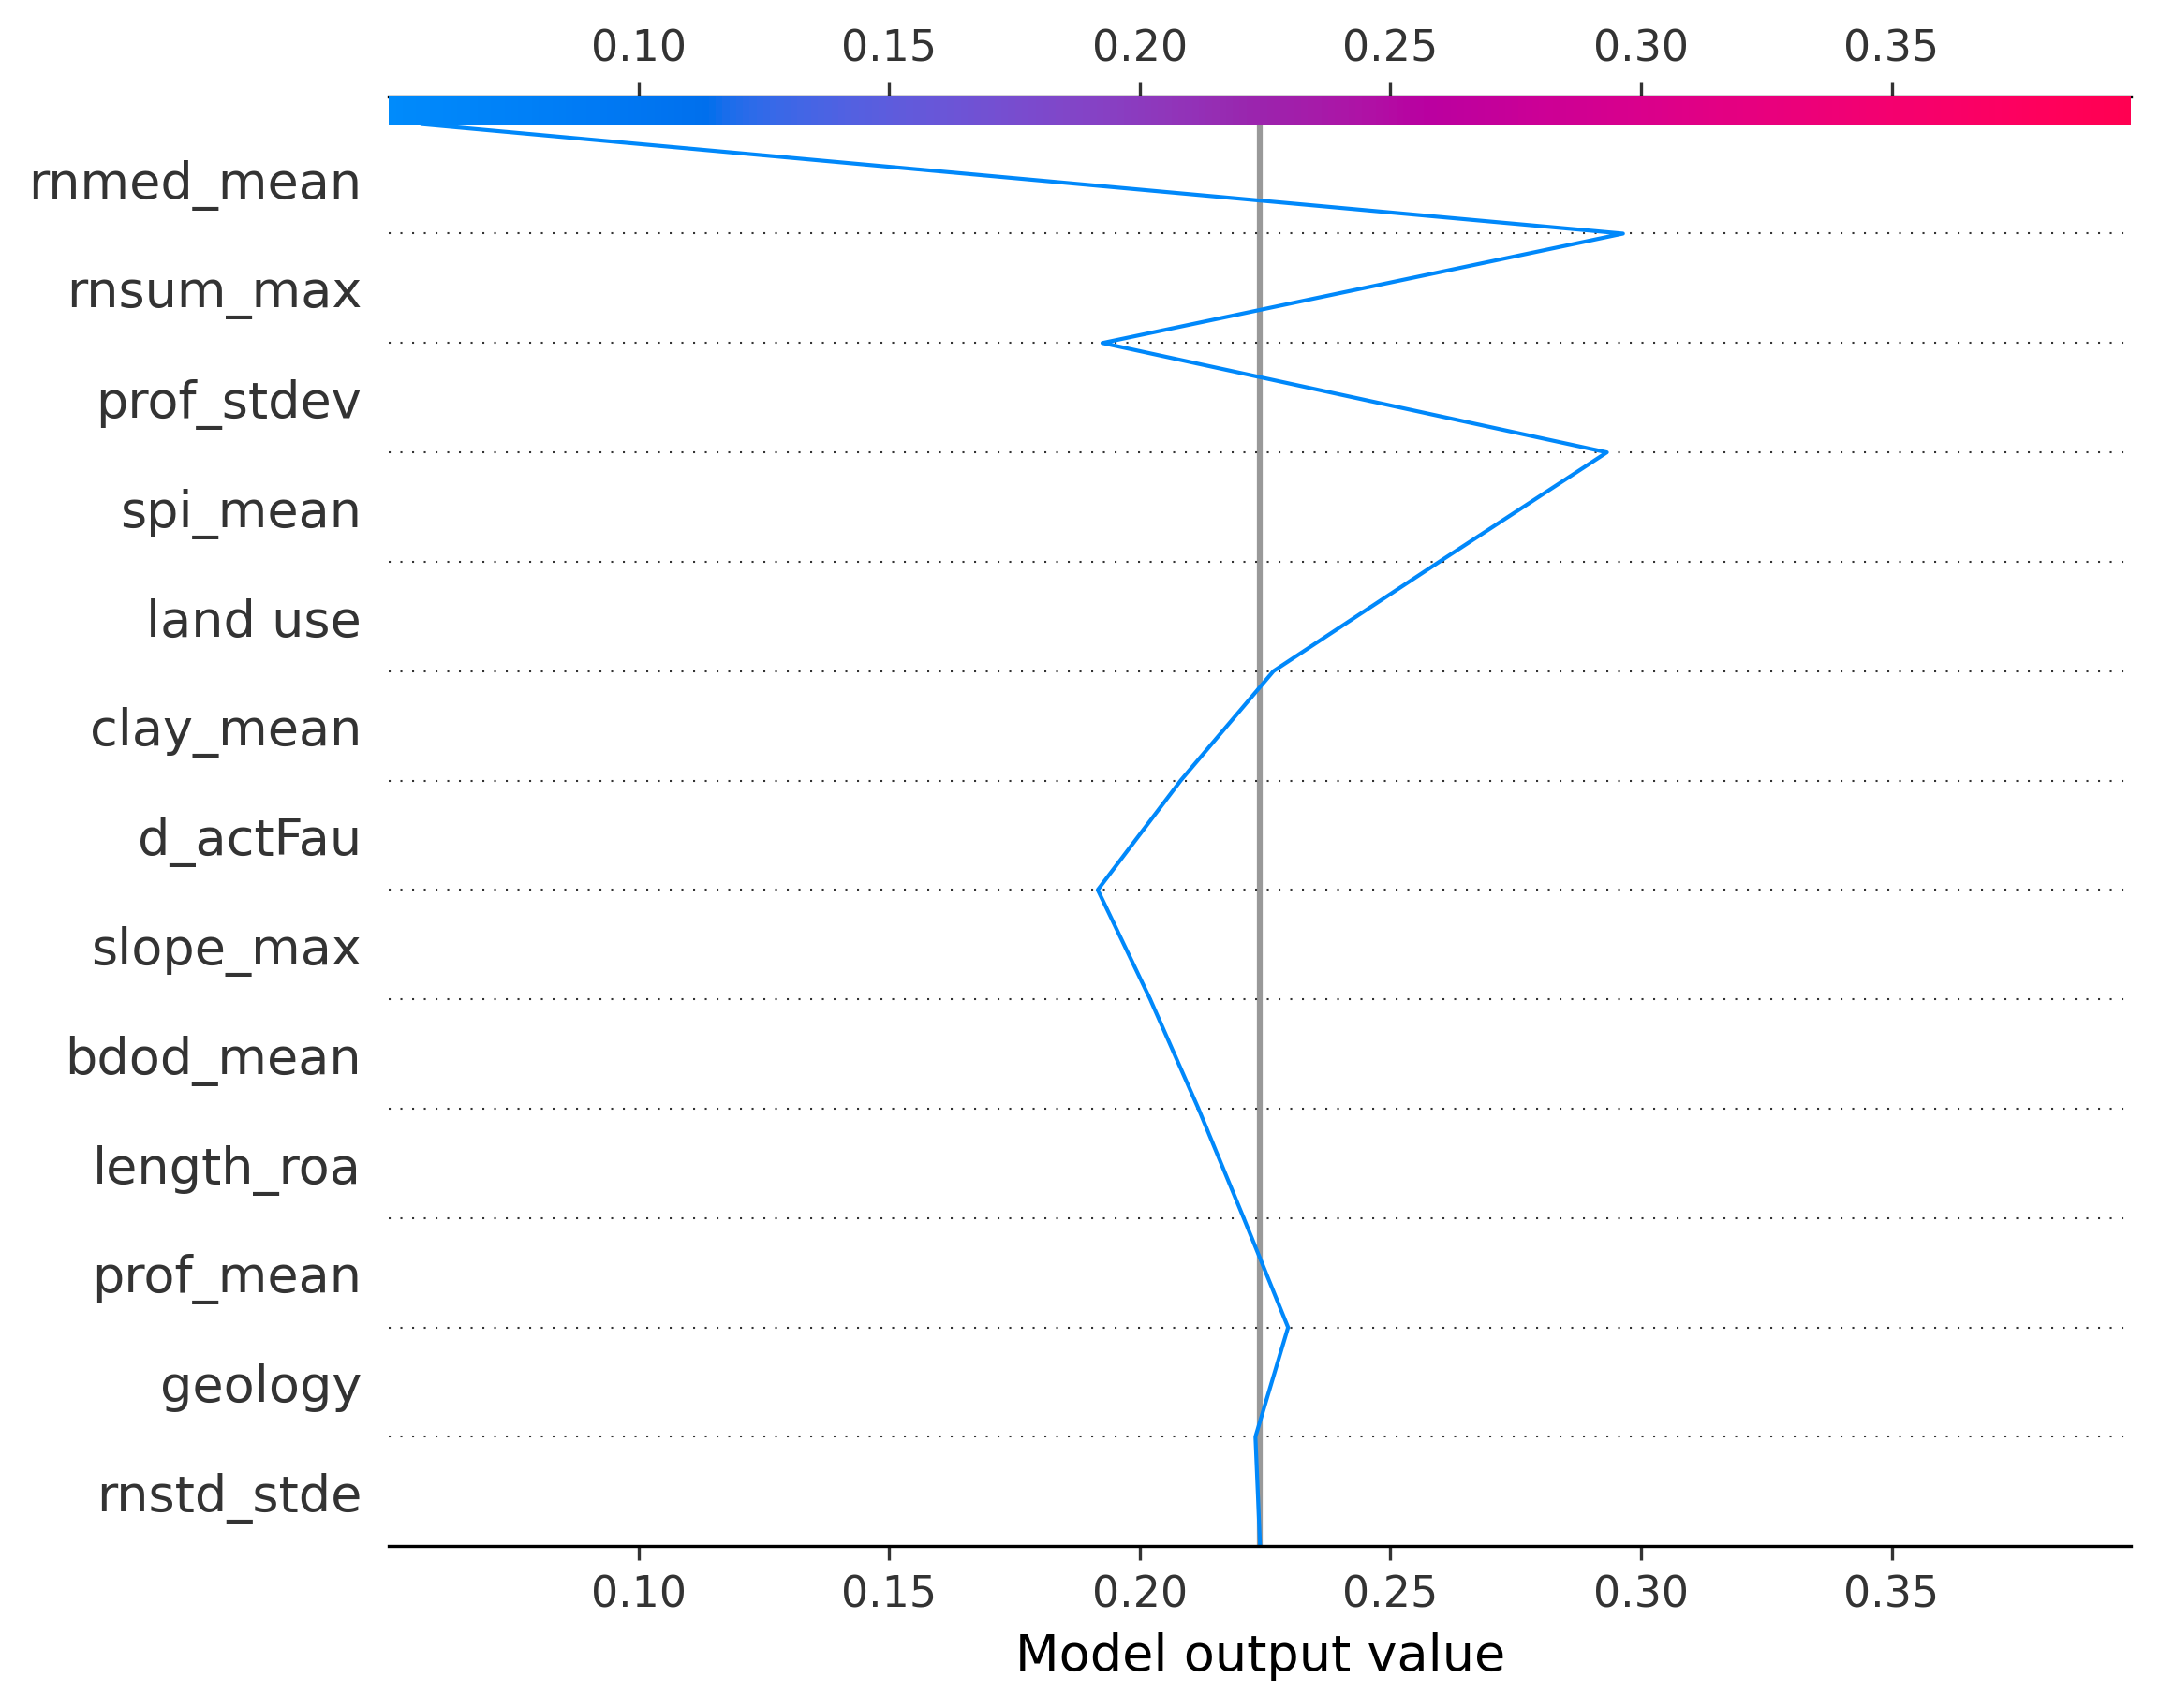 0.10 0.15 0.20 0.25 0.30 0.35
rnmed_mean
rnsum_max
prof_stdev
spi_mean
land use
clay_mean
d_actFau
slope_max
bdod_mean
length_roa
prof_mean
geology
rnstd_stde
0.10 0.15 0.20 0.25 0.30 0.35
Model output value